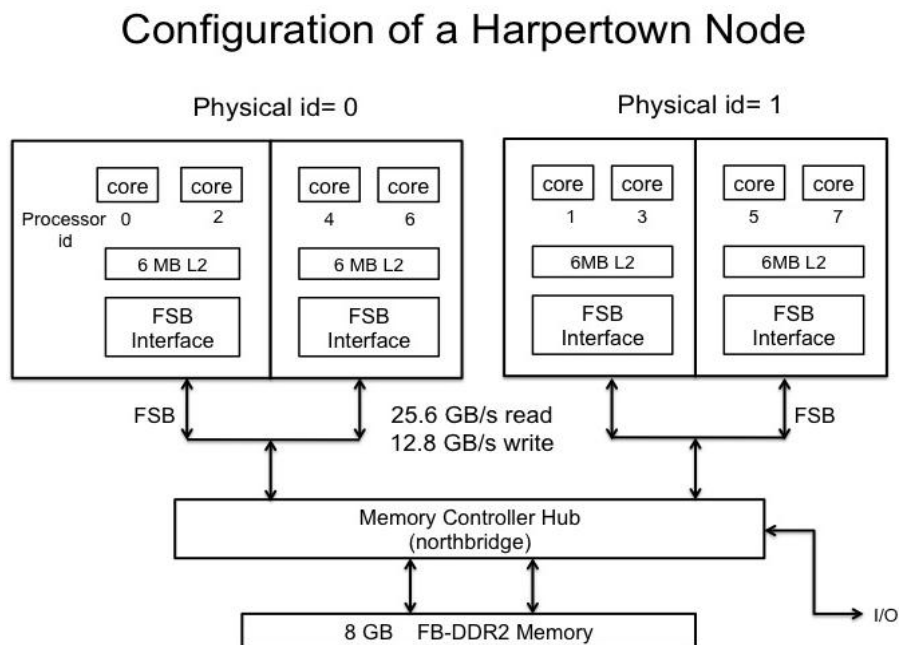 Configuration of a Harpertown Node
Physical id= 0
Physical id= 1
core core core core
core core core core
Processor id 0 2 4 6
1 3 5 7
6 MB L2 6 MB L2
6MB L2 6MB L2
FSB Interface FSB Interface
FSB Interface FSB Interface
FSB
25.6 GB/s read
12.8 GB/s write
FSB
Memory Controller Hub
(northbridge)
I/O
8 GB FB-DDR2 Memory